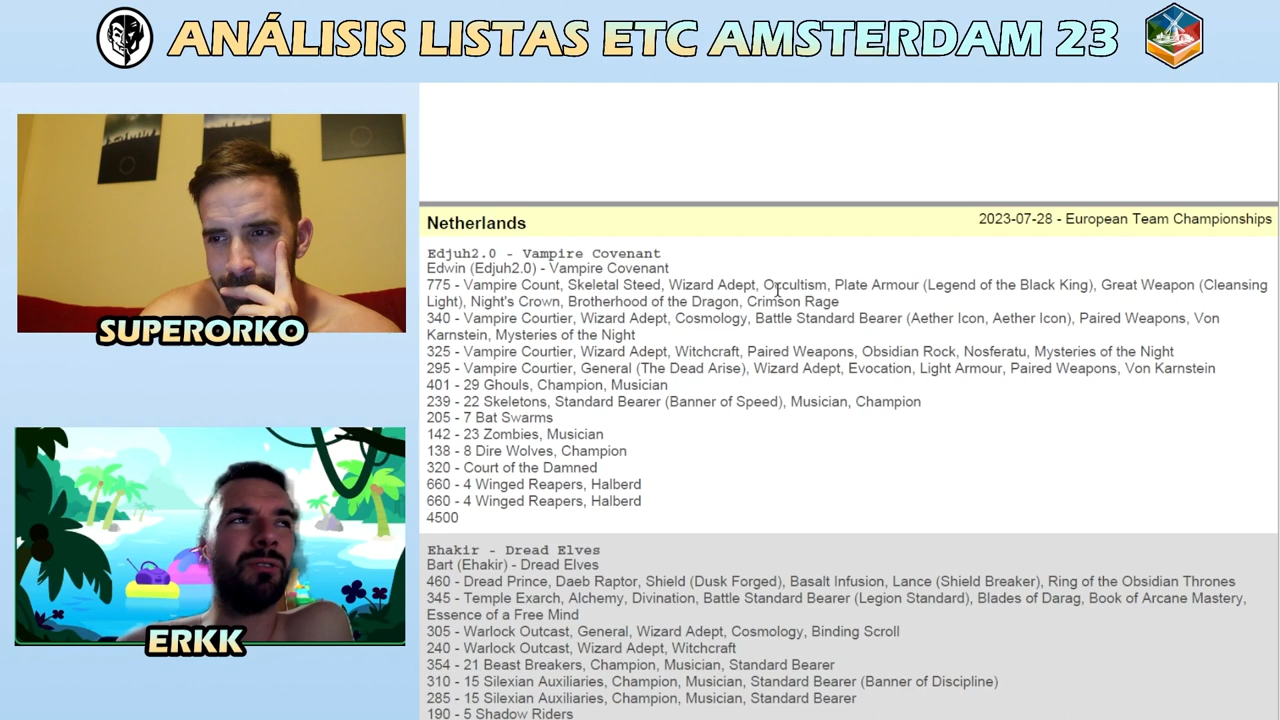 ANÁLISIS LISTAS ETC AMSTERDAM 23
SUPERORKO
ERKK
Netherlands
2023-07-28 - European Team Championships
Edjuh2.0 - Vampire Covenant
Edwin (Edjuh2.0) - Vampire Covenant
775 - Vampire Count, Skeletal Steed, Wizard Adept, Occultism, Plate Armour (Legend of the Black King), Great Weapon (Cleansing
Light), Night's Crown, Brotherhood of the Dragon, Crimson Rage
340 - Vampire Courtier, Wizard Adept, Cosmology, Battle Standard Bearer (Aether Icon, Aether Icon), Paired Weapons, Von
Karnstein, Mysteries of the Night
325 - Vampire Courtier, Wizard Adept, Witchcraft, Paired Weapons, Obsidian Rock, Nosferatu, Mysteries of the Night
295 - Vampire Courtier, General (The Dead Arise), Wizard Adept, Evocation, Light Armour, Paired Weapons, Von Karnstein
401 - 29 Ghouls, Champion, Musician
239 - 22 Skeletons, Standard Bearer (Banner of Speed), Musician, Champion
205 - 7 Bat Swarms
142 - 23 Zombies, Musician
138 - 8 Dire Wolves, Champion
320 - Court of the Damned
660 - 4 Winged Reapers, Halberd
660 - 4 Winged Reapers, Halberd
4500
Ehakir - Dread Elves
Bart (Ehakir) - Dread Elves
460 - Dread Prince, Daeb Raptor, Shield (Dusk Forged), Basalt Infusion, Lance (Shield Breaker), Ring of the Obsidian Thrones
345 - Temple Exarch, Alchemy, Divination, Battle Standard Bearer (Legion Standard), Blades of Darag, Book of Arcane Mastery,
Essence of a Free Mind
305 - Warlock Outcast, General, Wizard Adept, Cosmology, Binding Scroll
240 - Warlock Outcast, Wizard Adept, Witchcraft
354 - 21 Beast Breakers, Champion, Musician, Standard Bearer
310 - 15 Silexian Auxiliaries, Champion, Musician, Standard Bearer (Banner of Discipline)
285 - 15 Silexian Auxiliaries, Champion, Musician, Standard Bearer
190 - 5 Shadow Riders